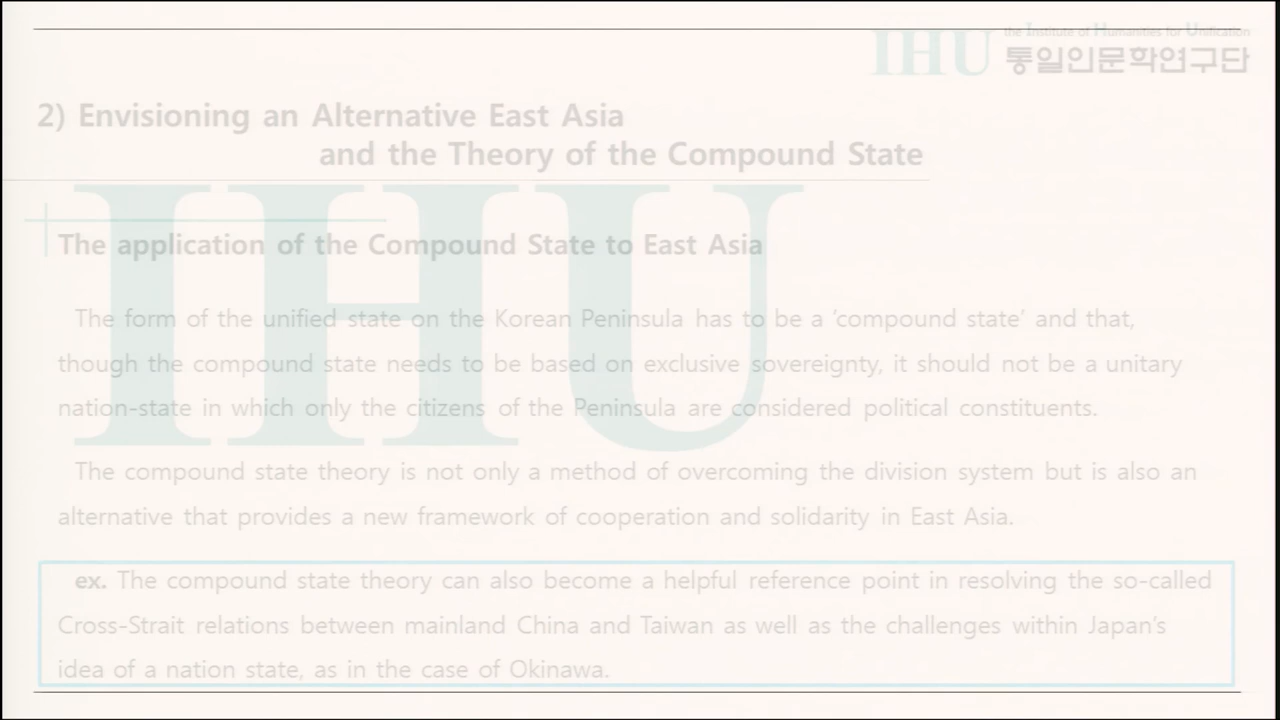 the Institute of Humanities for Unification
IHU 통일인문학연구단
2) Envisioning an Alternative East Asia
and the Theory of the Compound State
IHU
The application of the Compound State to East Asia
The form of the unified state on the Korean Peninsula has to be a ‘compound state’ and that,
though the compound state needs to be based on exclusive sovereignty, it should not be a unitary
nation-state in which only the citizens of the Peninsula are considered political constituents.
The compound state theory is not only a method of overcoming the division system but is also an
alternative that provides a new framework of cooperation and solidarity in East Asia.
ex. The compound state theory can also become a helpful reference point in resolving the so-called
Cross-Strait relations between mainland China and Taiwan as well as the challenges within Japan’s
idea of a nation state, as in the case of Okinawa.